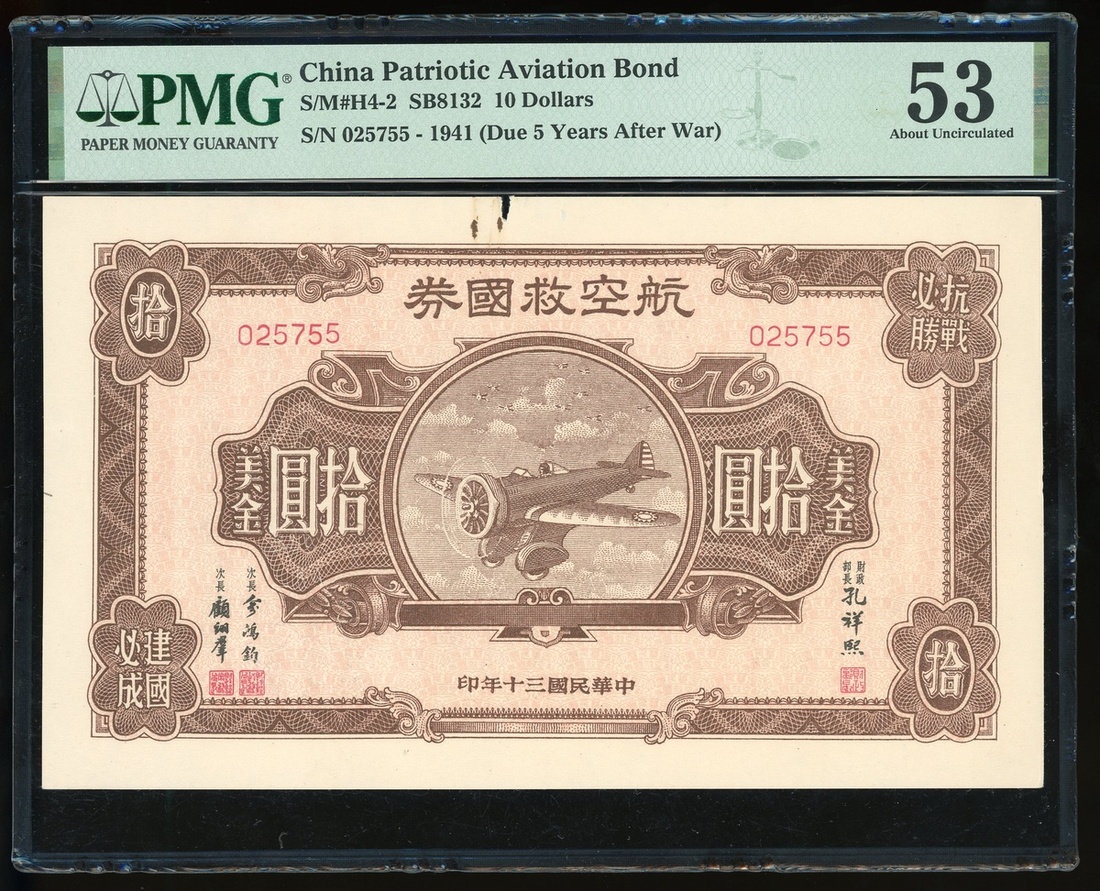 PMG®
PAPER MONEY GUARANTY
China Patriotic Aviation Bond
S/M#H4-2 SB8132 10 Dollars
S/N 025755 - 1941 (Due 5 Years After War)
53
About Uncirculated
抗戰必勝
拾
航空救國券
025755
025755
美金
拾圓
拾圓
美金
財政部長 孔祥熙
次長 俞鴻鈞
次長 顧翊羣
拾
建國必成
中華民國三十年印